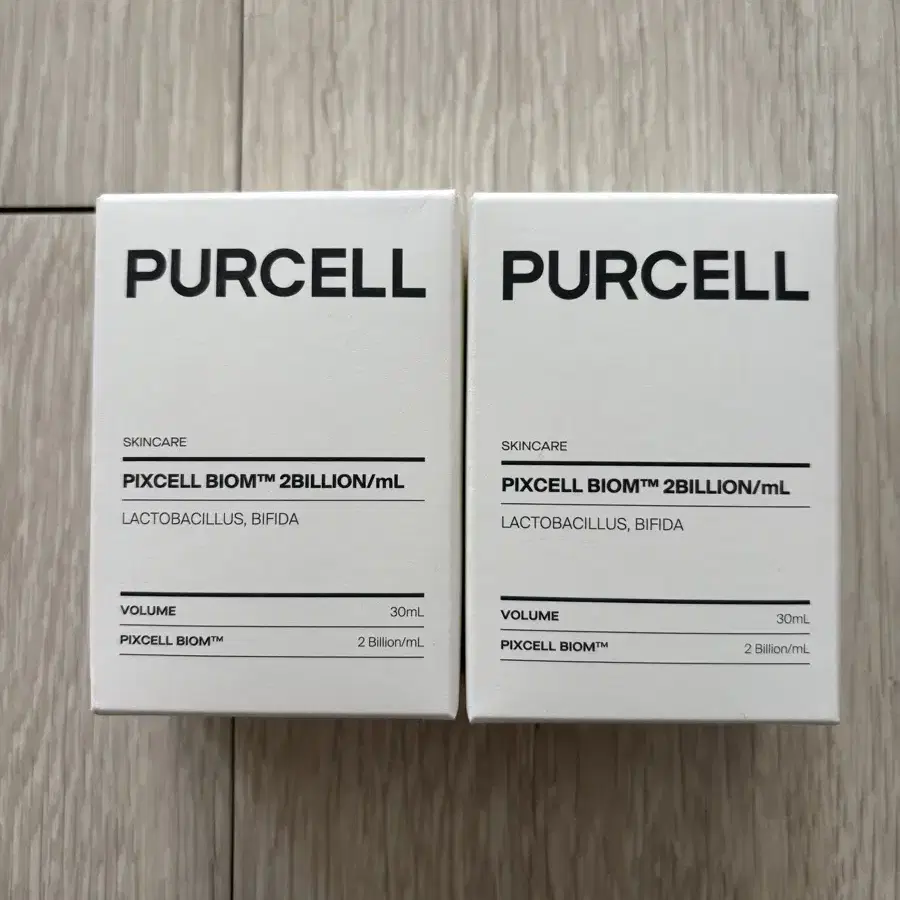 PURCELL
SKINCARE
PIXCELL BIOM™ 2BILLION/mL
LACTOBACILLUS, BIFIDA
VOLUME 30mL
PIXCELL BIOM™ 2 Billion/mL
PURCELL
SKINCARE
PIXCELL BIOM™ 2BILLION/mL
LACTOBACILLUS, BIFIDA
VOLUME 30mL
PIXCELL BIOM™ 2 Billion/mL